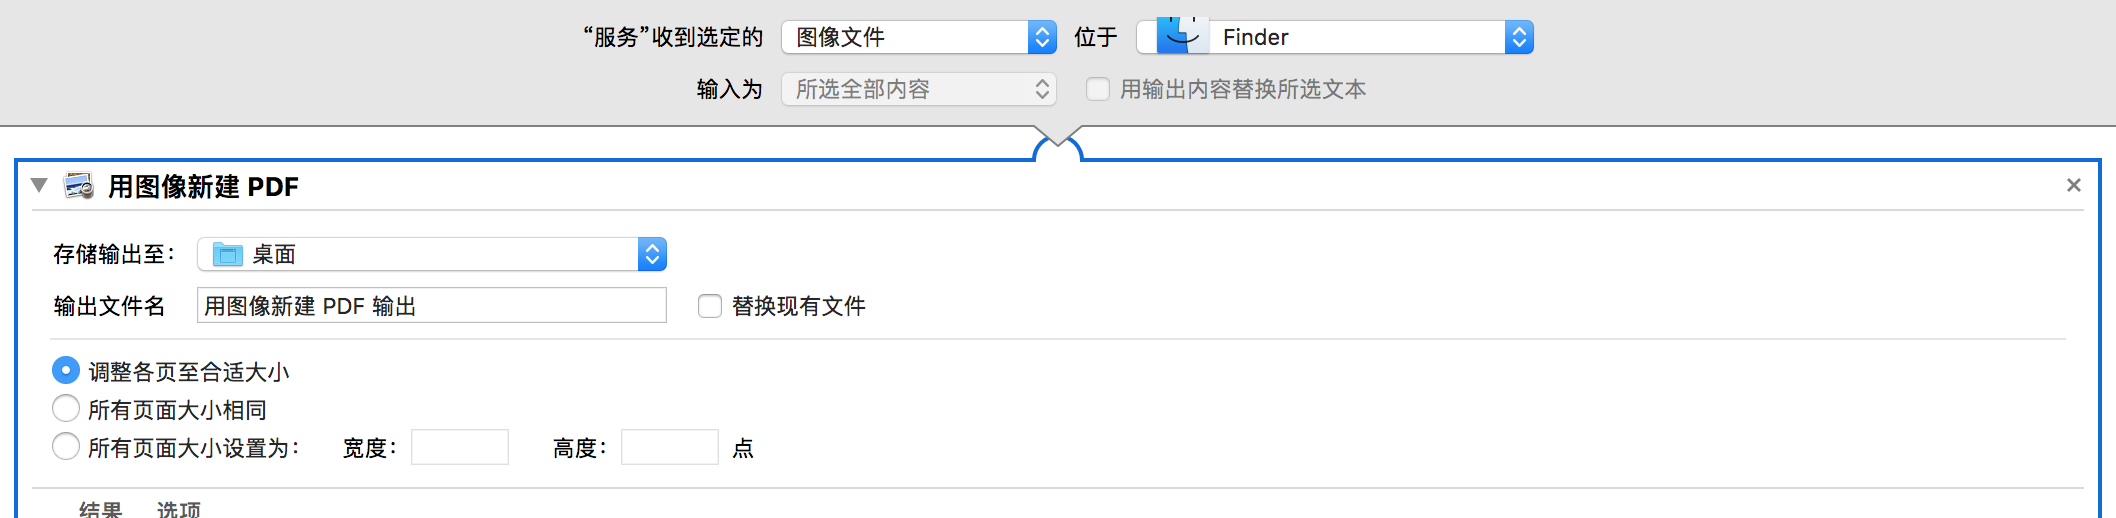 “服务”收到选定的 图像文件 位于 Finder
输入为 所选全部内容 用输出内容替换所选文本
用图像新建 PDF
存储输出至： 桌面
输出文件名 用图像新建 PDF 输出 替换现有文件
调整各页至合适大小
所有页面大小相同
所有页面大小设置为： 宽度： 高度： 点
结果 选项